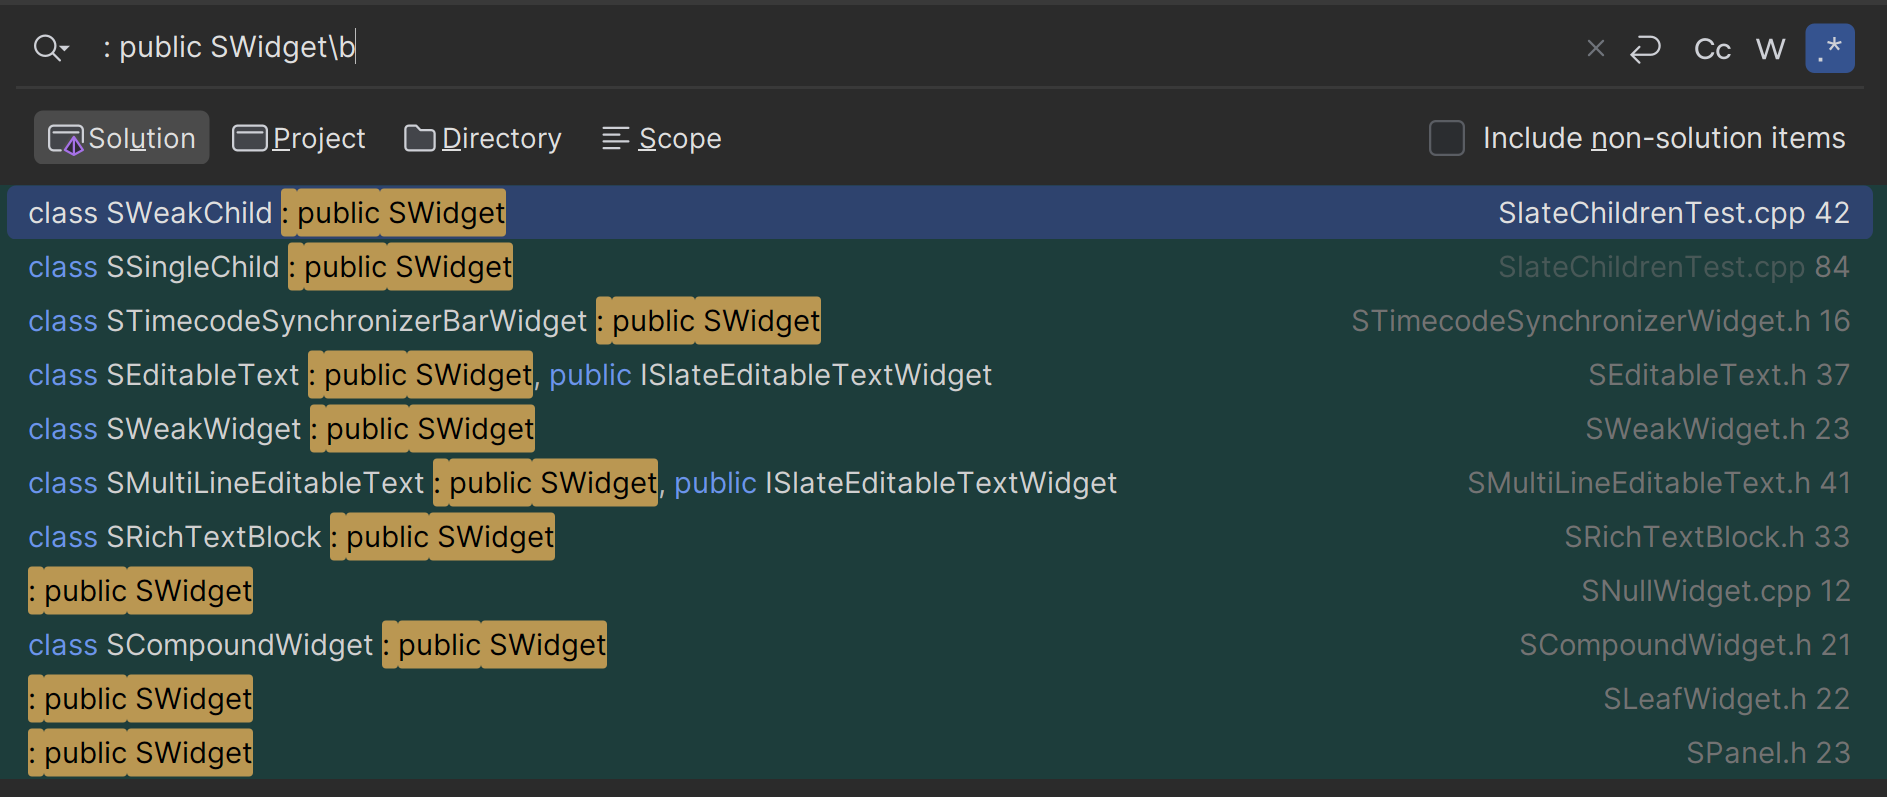 : public SWidget\b Cc W .*
Solution Project Directory Scope Include non-solution items
class SWeakChild : public SWidget SlateChildrenTest.cpp 42
class SSingleChild : public SWidget SlateChildrenTest.cpp 84
class STimecodeSynchronizerBarWidget : public SWidget STimecodeSynchronizerWidget.h 16
class SEditableText : public SWidget, public ISlateEditableTextWidget SEditableText.h 37
class SWeakWidget : public SWidget SWeakWidget.h 23
class SMultiLineEditableText : public SWidget, public ISlateEditableTextWidget SMultiLineEditableText.h 41
class SRichTextBlock : public SWidget SRichTextBlock.h 33
: public SWidget SNullWidget.cpp 12
class SCompoundWidget : public SWidget SCompoundWidget.h 21
: public SWidget SLeafWidget.h 22
: public SWidget SPanel.h 23